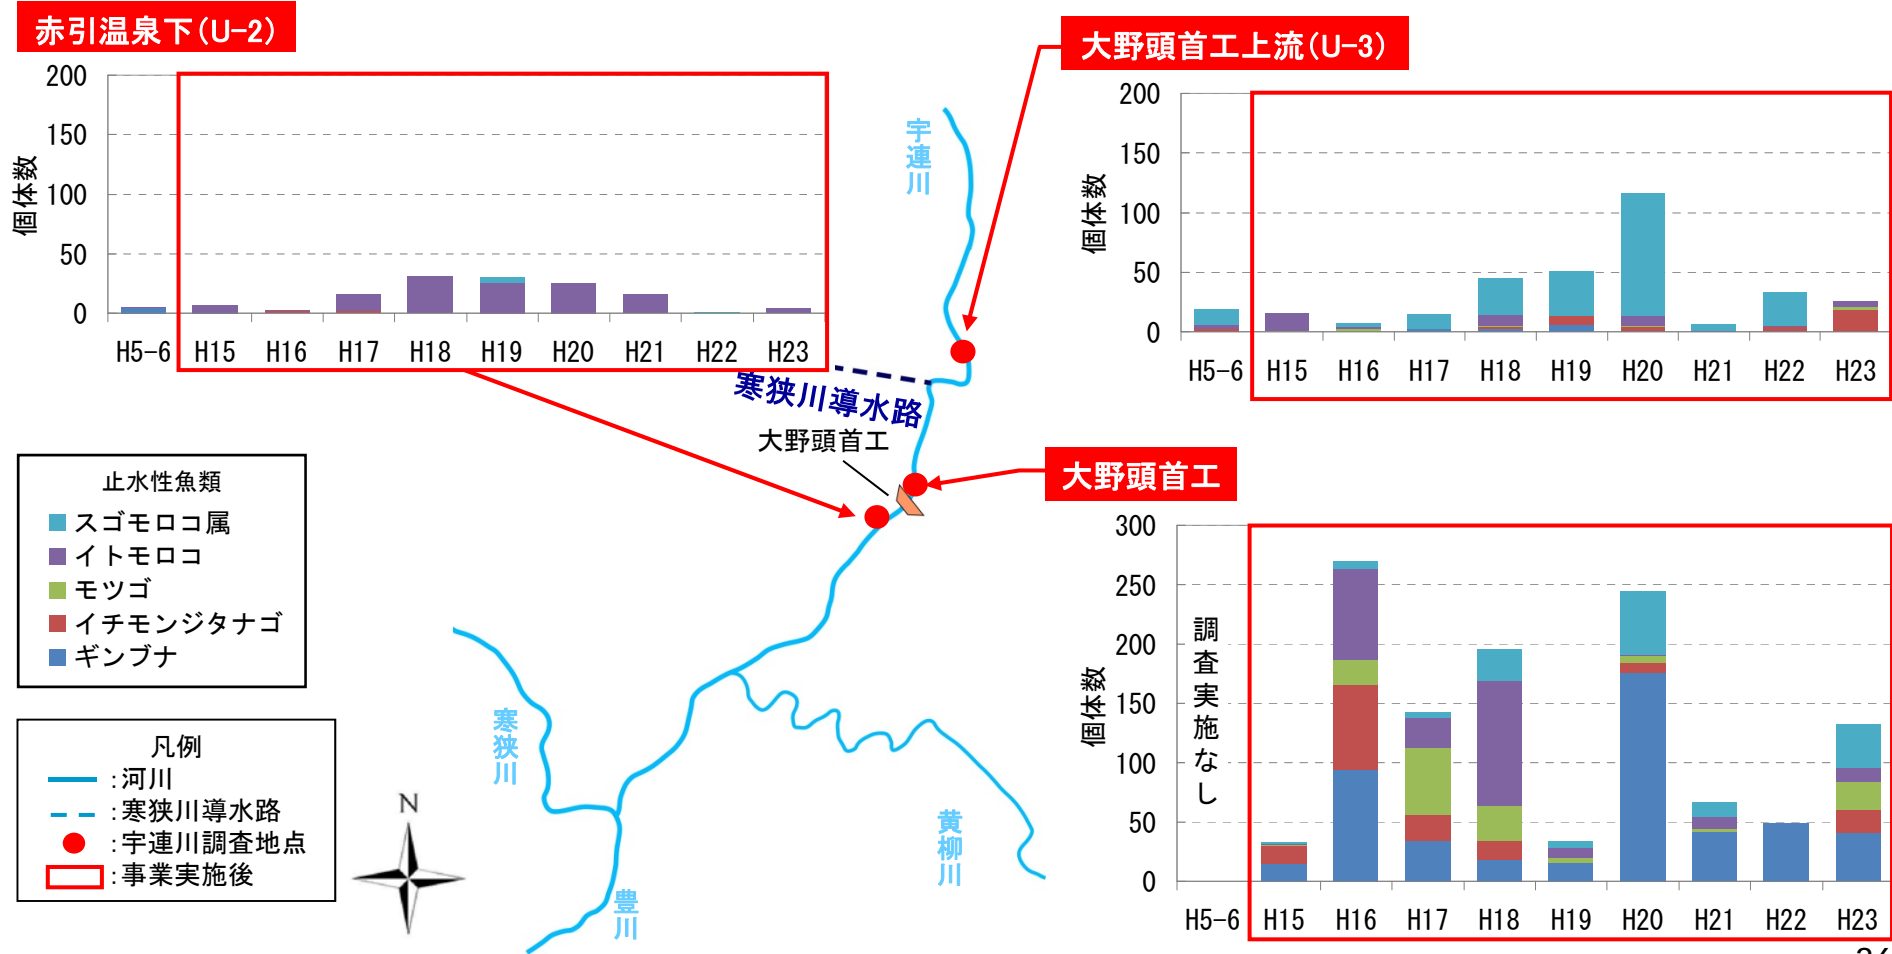 赤引温泉下(U-2)
200
150
100
50
0
個体数
H5-6 H15 H16 H17 H18 H19 H20 H21 H22 H23
大野頭首工上流(U-3)
200
150
100
50
0
個体数
H5-6 H15 H16 H17 H18 H19 H20 H21 H22 H23
宇連川
寒狭川導水路
大野頭首工
大野頭首工
300
250
200
150
100
50
0
個体数
調査実施なし
H5-6 H15 H16 H17 H18 H19 H20 H21 H22 H23
止水性魚類
スゴモロコ属
イトモロコ
モツゴ
イチモンジタナゴ
ギンブナ
凡例
:河川
:寒狭川導水路
:宇連川調査地点
:事業実施後
N
寒狭川
黄柳川
豊川